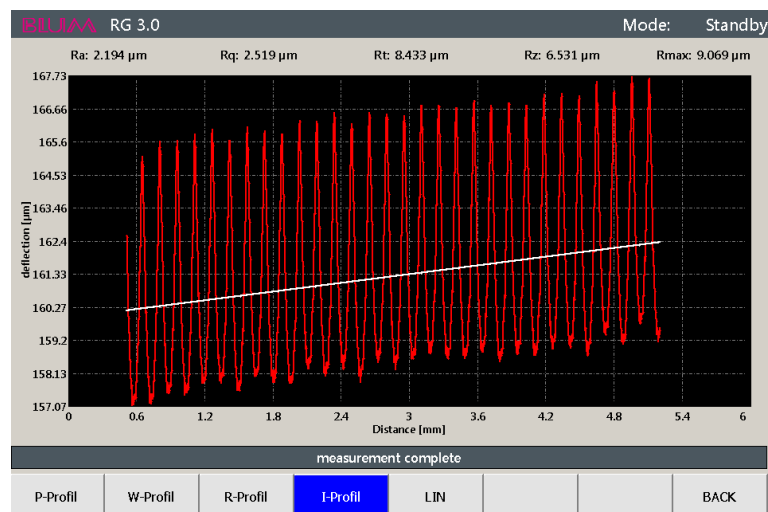 RG 3.0 Mode: Standby
Ra: 2.194 µm Rq: 2.519 µm Rt: 8.433 µm Rz: 6.531 µm Rmax: 9.069 µm
167.73
166.66
165.6
164.53
163.46
162.4
161.33
160.27
159.2
158.13
157.07
deflection [µm]
0 0.6 1.2 1.8 2.4 3 3.6 4.2 4.8 5.4 6
Distance [mm]
measurement complete
P-Profil W-Profil R-Profil I-Profil LIN BACK